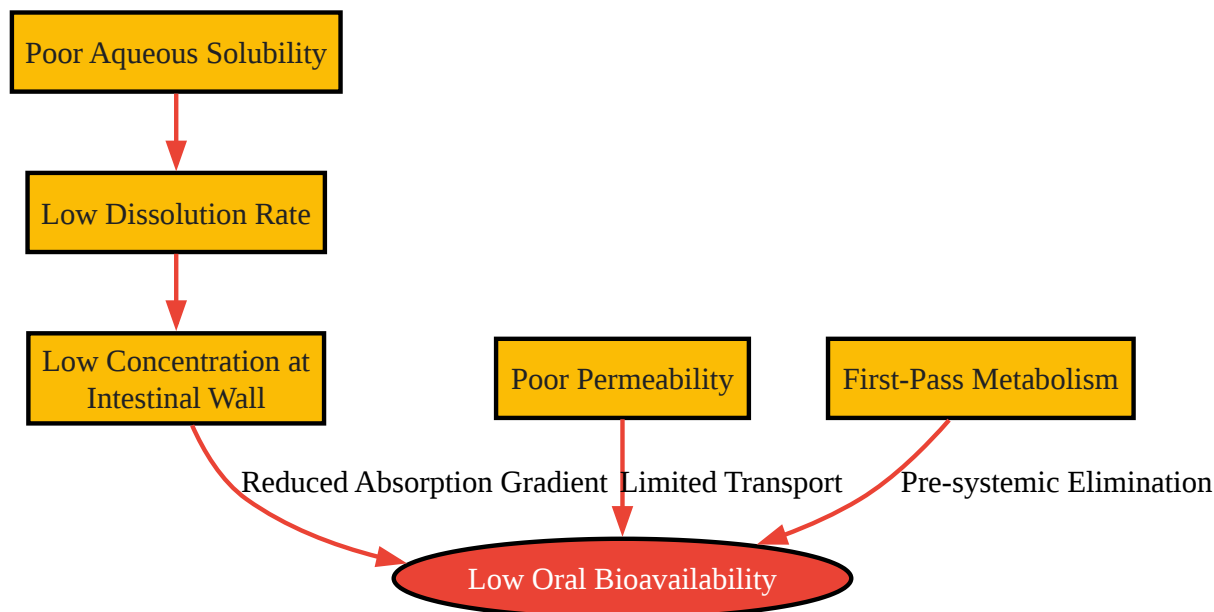 Poor Aqueous Solubility
Low Dissolution Rate
Low Concentration at
Intestinal Wall
Poor Permeability
First-Pass Metabolism
Reduced Absorption Gradient
Limited Transport
Pre-systemic Elimination
Low Oral Bioavailability